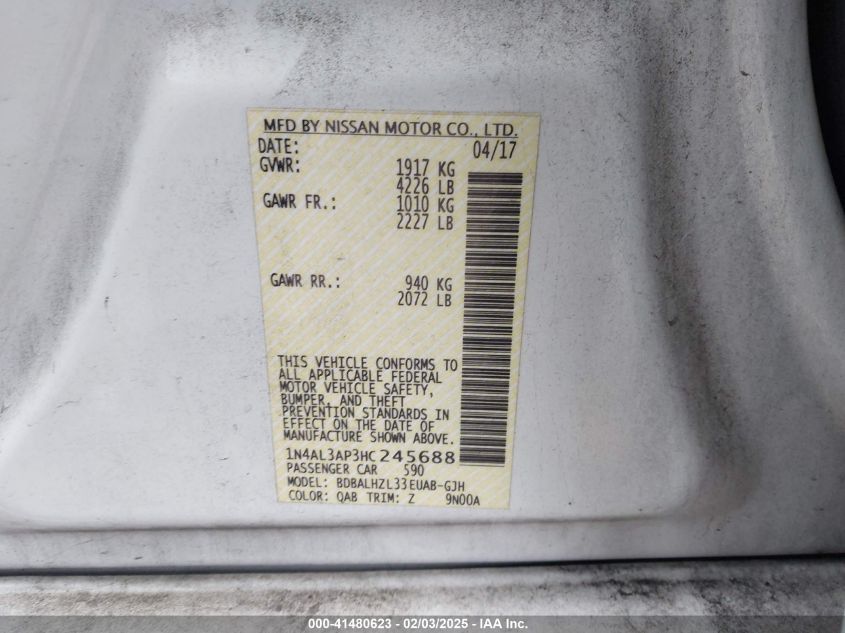 MFD BY NISSAN MOTOR CO., LTD.
DATE: 04/17
GVWR: 1917 KG
4226 LB
GAWR FR.: 1010 KG
2227 LB
GAWR RR.: 940 KG
2072 LB
THIS VEHICLE CONFORMS TO
ALL APPLICABLE FEDERAL
MOTOR VEHICLE SAFETY,
BUMPER, AND THEFT
PREVENTION STANDARDS IN
EFFECT ON THE DATE OF
MANUFACTURE SHOWN ABOVE.
1N4AL3AP3HC245688
PASSENGER CAR 590
MODEL: BDBALHZL33EUAB-GJH
COLOR: QAB TRIM: Z 9N00A
000-41480623 - 02/03/2025 - IAA Inc.